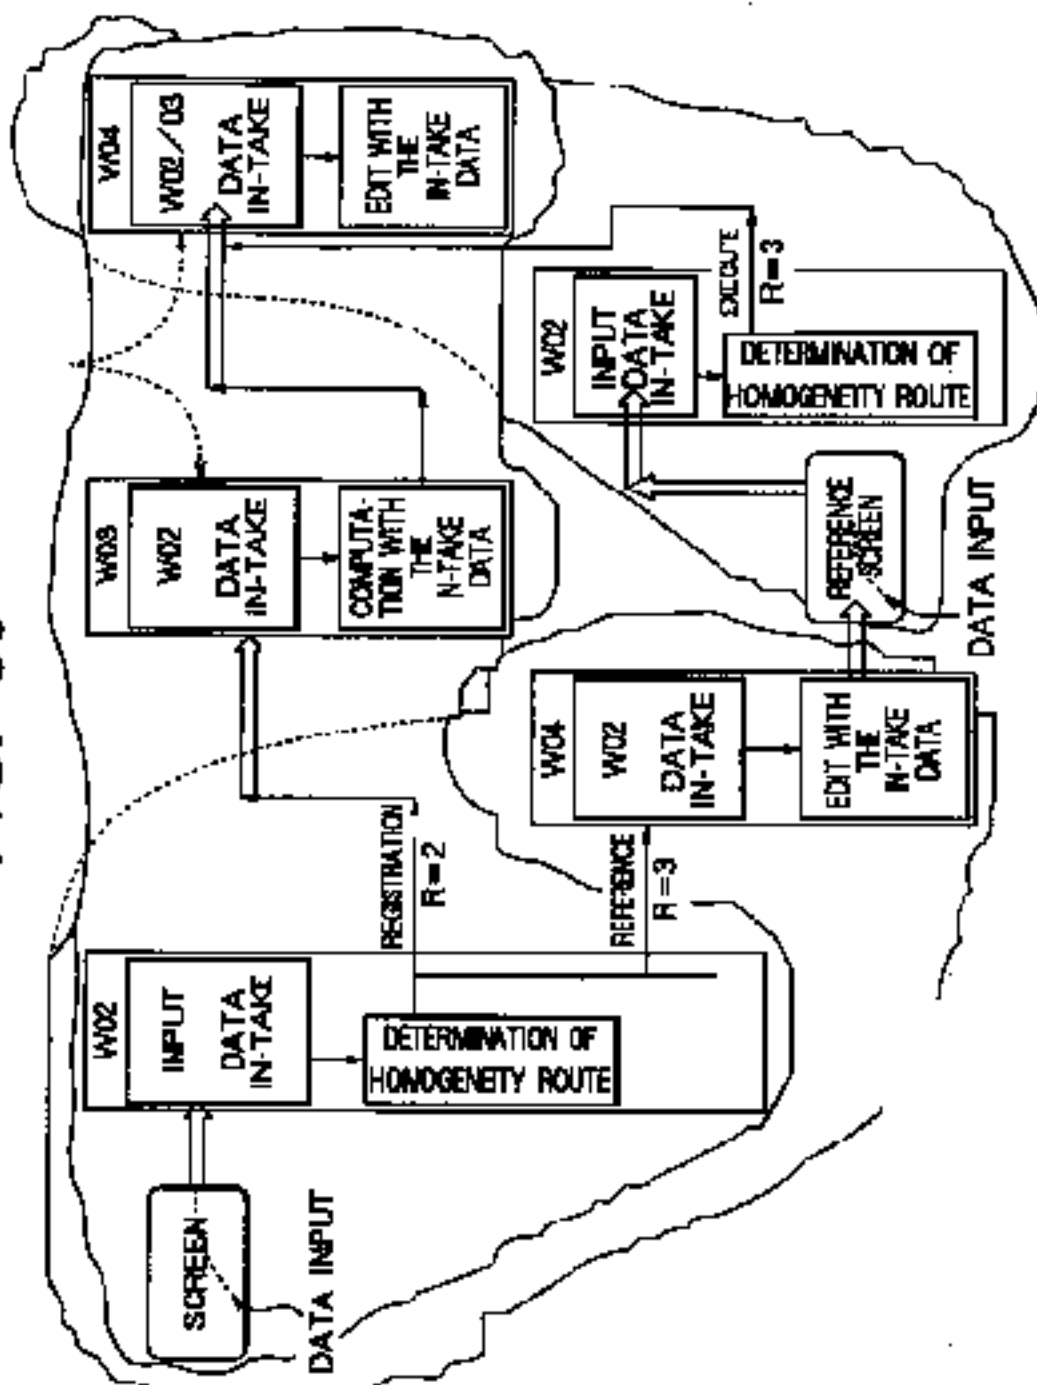 SCREEN
DATA INPUT
W02
INPUT
DATA
IN-TAKE
DETERMINATION OF
HOMOGENEITY ROUTE
REGISTRATION
R=2
REFERENCE
R=3
W03
W02
DATA
IN-TAKE
COMPUTA-
TION WITH
THE
N-TAKE
DATA
W04
W02/03
DATA
IN-TAKE
EDIT WITH
THE
IN-TAKE
DATA
W04
W02
DATA
IN-TAKE
EDIT WITH
THE
IN-TAKE
DATA
REFERENCE
SCREEN
DATA INPUT
W02
INPUT
DATA
IN-TAKE
DETERMINATION OF
HOMOGENEITY ROUTE
EXECUTE
R=3